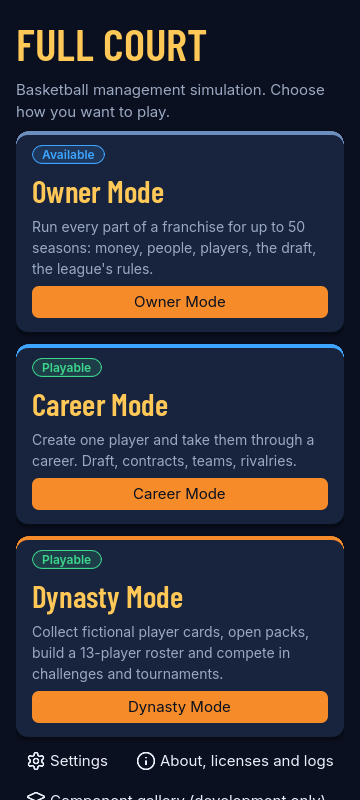 FULL COURT
Basketball management simulation. Choose
how you want to play.
Available
Owner Mode
Run every part of a franchise for up to 50
seasons: money, people, players, the draft,
the league's rules.
Owner Mode
Playable
Career Mode
Create one player and take them through a
career. Draft, contracts, teams, rivalries.
Career Mode
Playable
Dynasty Mode
Collect fictional player cards, open packs,
build a 13-player roster and compete in
challenges and tournaments.
Dynasty Mode
Settings
About, licenses and logs
Component gallery (development only)